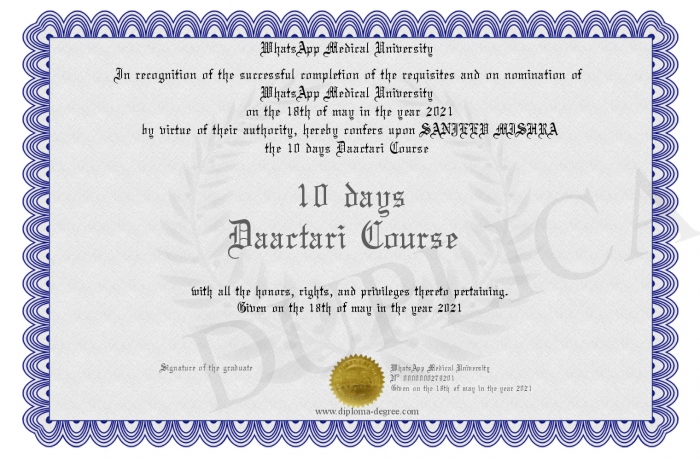 WhatsApp Medical University
In recognition of the successful completion of the requisites and on nomination of
WhatsApp Medical University
on the 18th of may in the year 2021
by virtue of their authority, hereby confers upon SANJEEV MISHRA
the 10 days Daactari Course
10 days
Daactari Course
with all the honors, rights, and privileges thereto pertaining.
Given on the 18th of may in the year 2021
DUPLICA
Signature of the graduate
WhatsApp Medical University
Nº 0000000278201
Given on the 18th of may in the year 2021
www.diploma-degree.com